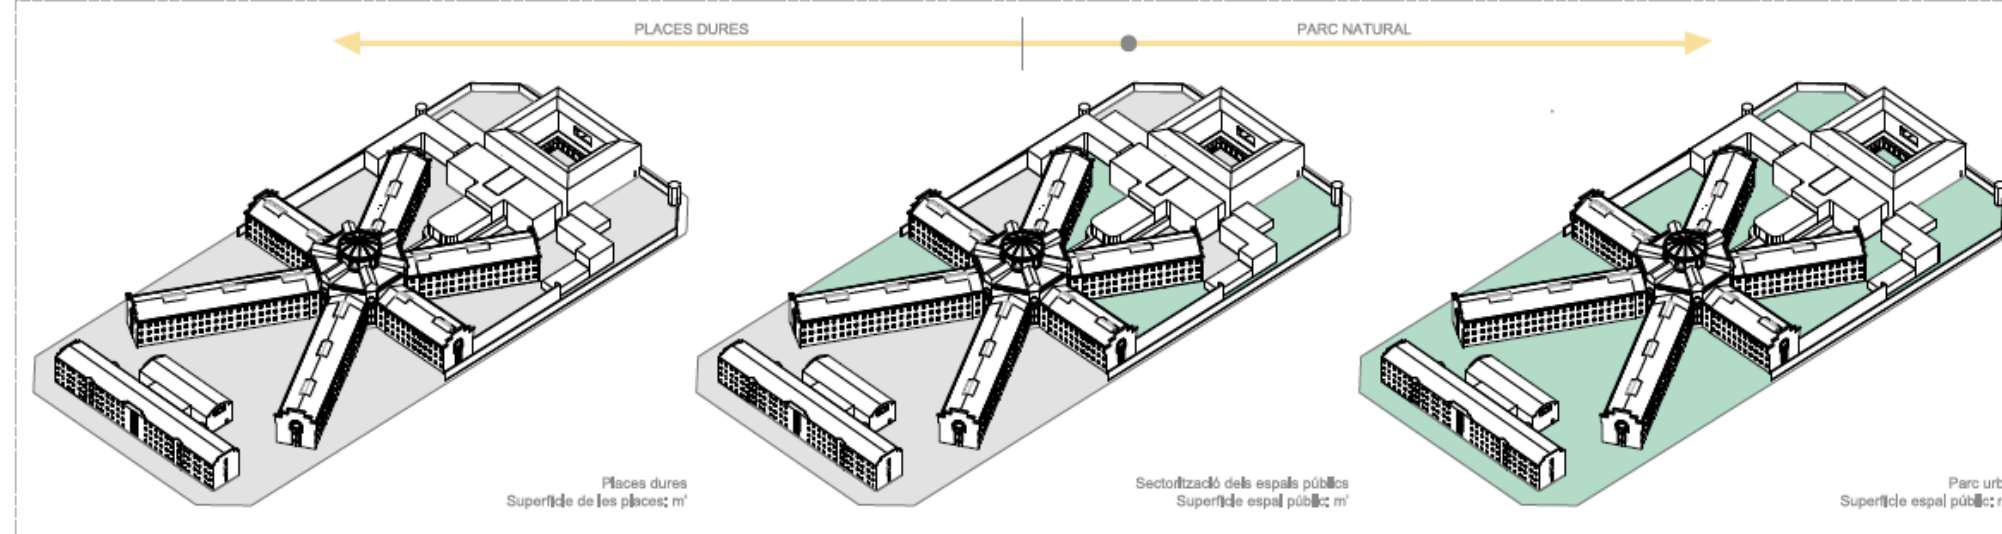 PLACES DURES
PARC NATURAL
Places dures
Superfície de les places: m²
Sectorització dels espais públics
Superfície espai públic: m²
Parc urb
Superfície espai públic: m